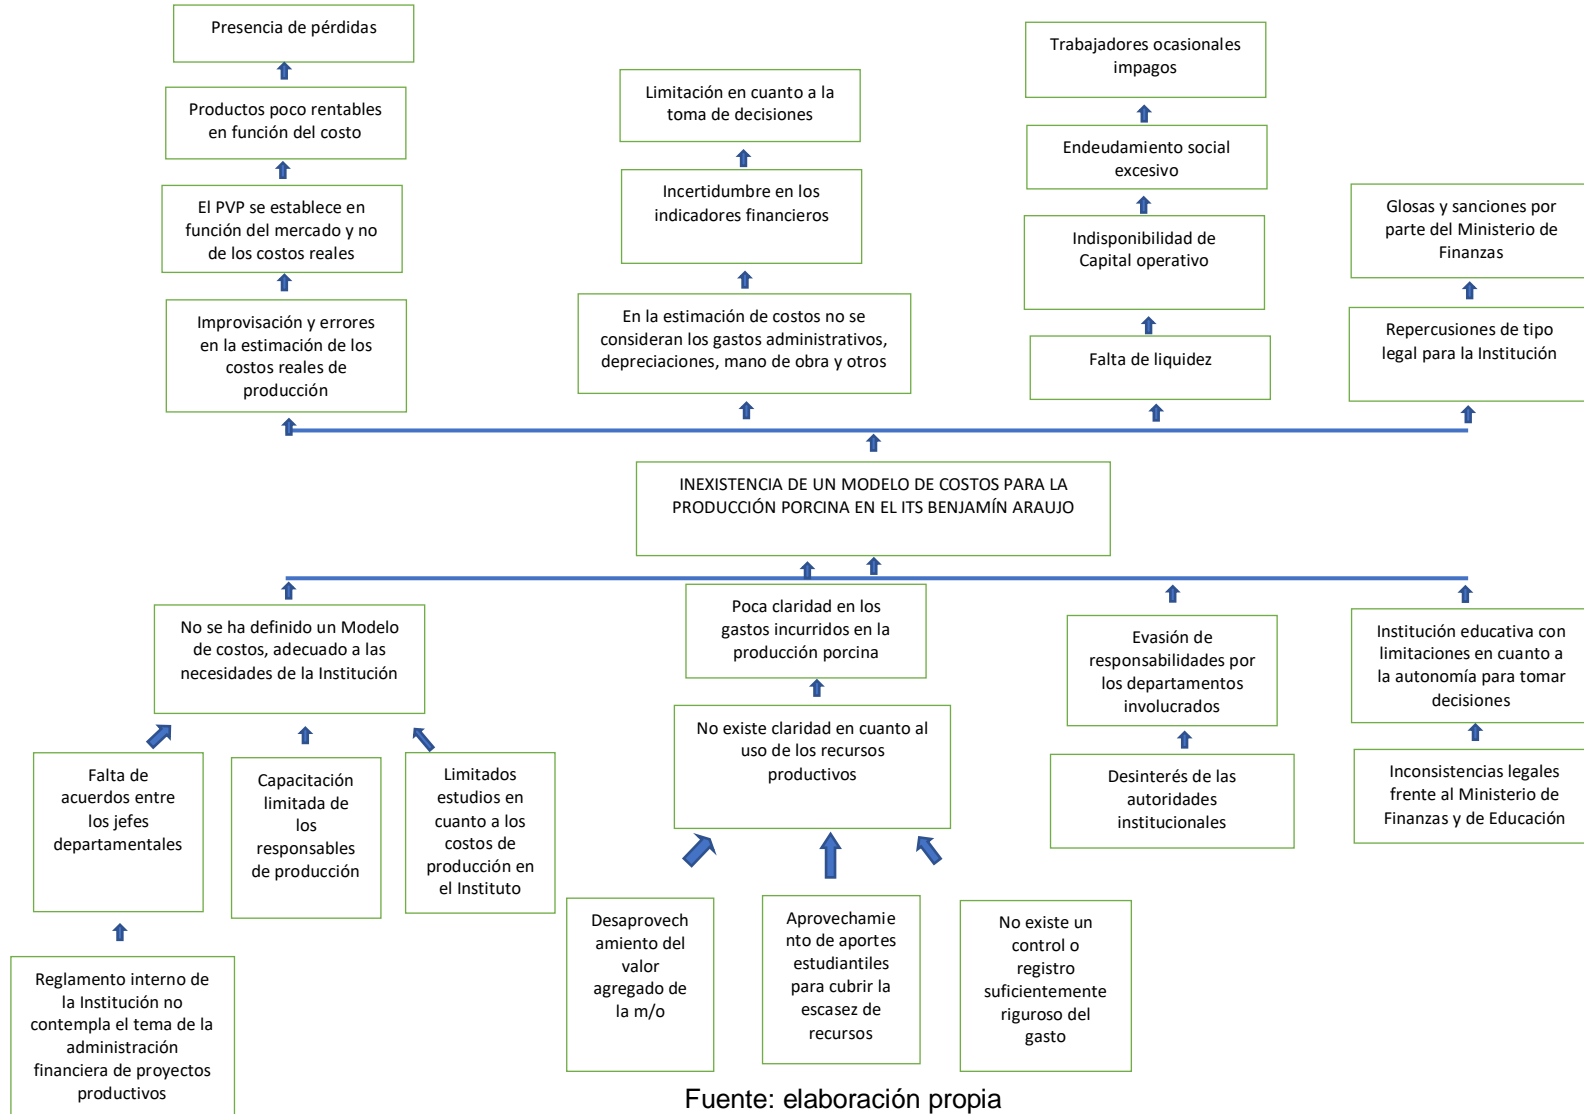 Presencia de pérdidas
Productos poco rentables
en función del costo
El PVP se establece en
función del mercado y no
de los costos reales
Improvisación y errores
en la estimación de los
costos reales de
producción
Limitación en cuanto a la
toma de decisiones
Incertidumbre en los
indicadores financieros
En la estimación de costos no se
consideran los gastos administrativos,
depreciaciones, mano de obra y otros
Trabajadores ocasionales
impagos
Endeudamiento social
excesivo
Indisponibilidad de
Capital operativo
Falta de liquidez
Glosas y sanciones por
parte del Ministerio de
Finanzas
Repercusiones de tipo
legal para la Institución
INEXISTENCIA DE UN MODELO DE COSTOS PARA LA
PRODUCCIÓN PORCINA EN EL ITS BENJAMÍN ARAUJO
No se ha definido un Modelo
de costos, adecuado a las
necesidades de la Institución
Falta de
acuerdos entre
los jefes
departamentales
Capacitación
limitada de
los
responsables
de producción
Limitados
estudios en
cuanto a los
costos de
producción en
el Instituto
Reglamento interno de
la Institución no
contempla el tema de la
administración
financiera de proyectos
productivos
Poca claridad en los
gastos incurridos en la
producción porcina
No existe claridad en cuanto al
uso de los recursos
productivos
Desaprovech
amiento del
valor
agregado de
la m/o
Aprovechamie
nto de aportes
estudiantiles
para cubrir la
escasez de
recursos
No existe un
control o
registro
suficientemente
riguroso del
gasto
Evasión de
responsabilidades por
los departamentos
involucrados
Desinterés de las
autoridades
institucionales
Institución educativa con
limitaciones en cuanto a
la autonomía para tomar
decisiones
Inconsistencias legales
frente al Ministerio de
Finanzas y de Educación
Fuente: elaboración propia